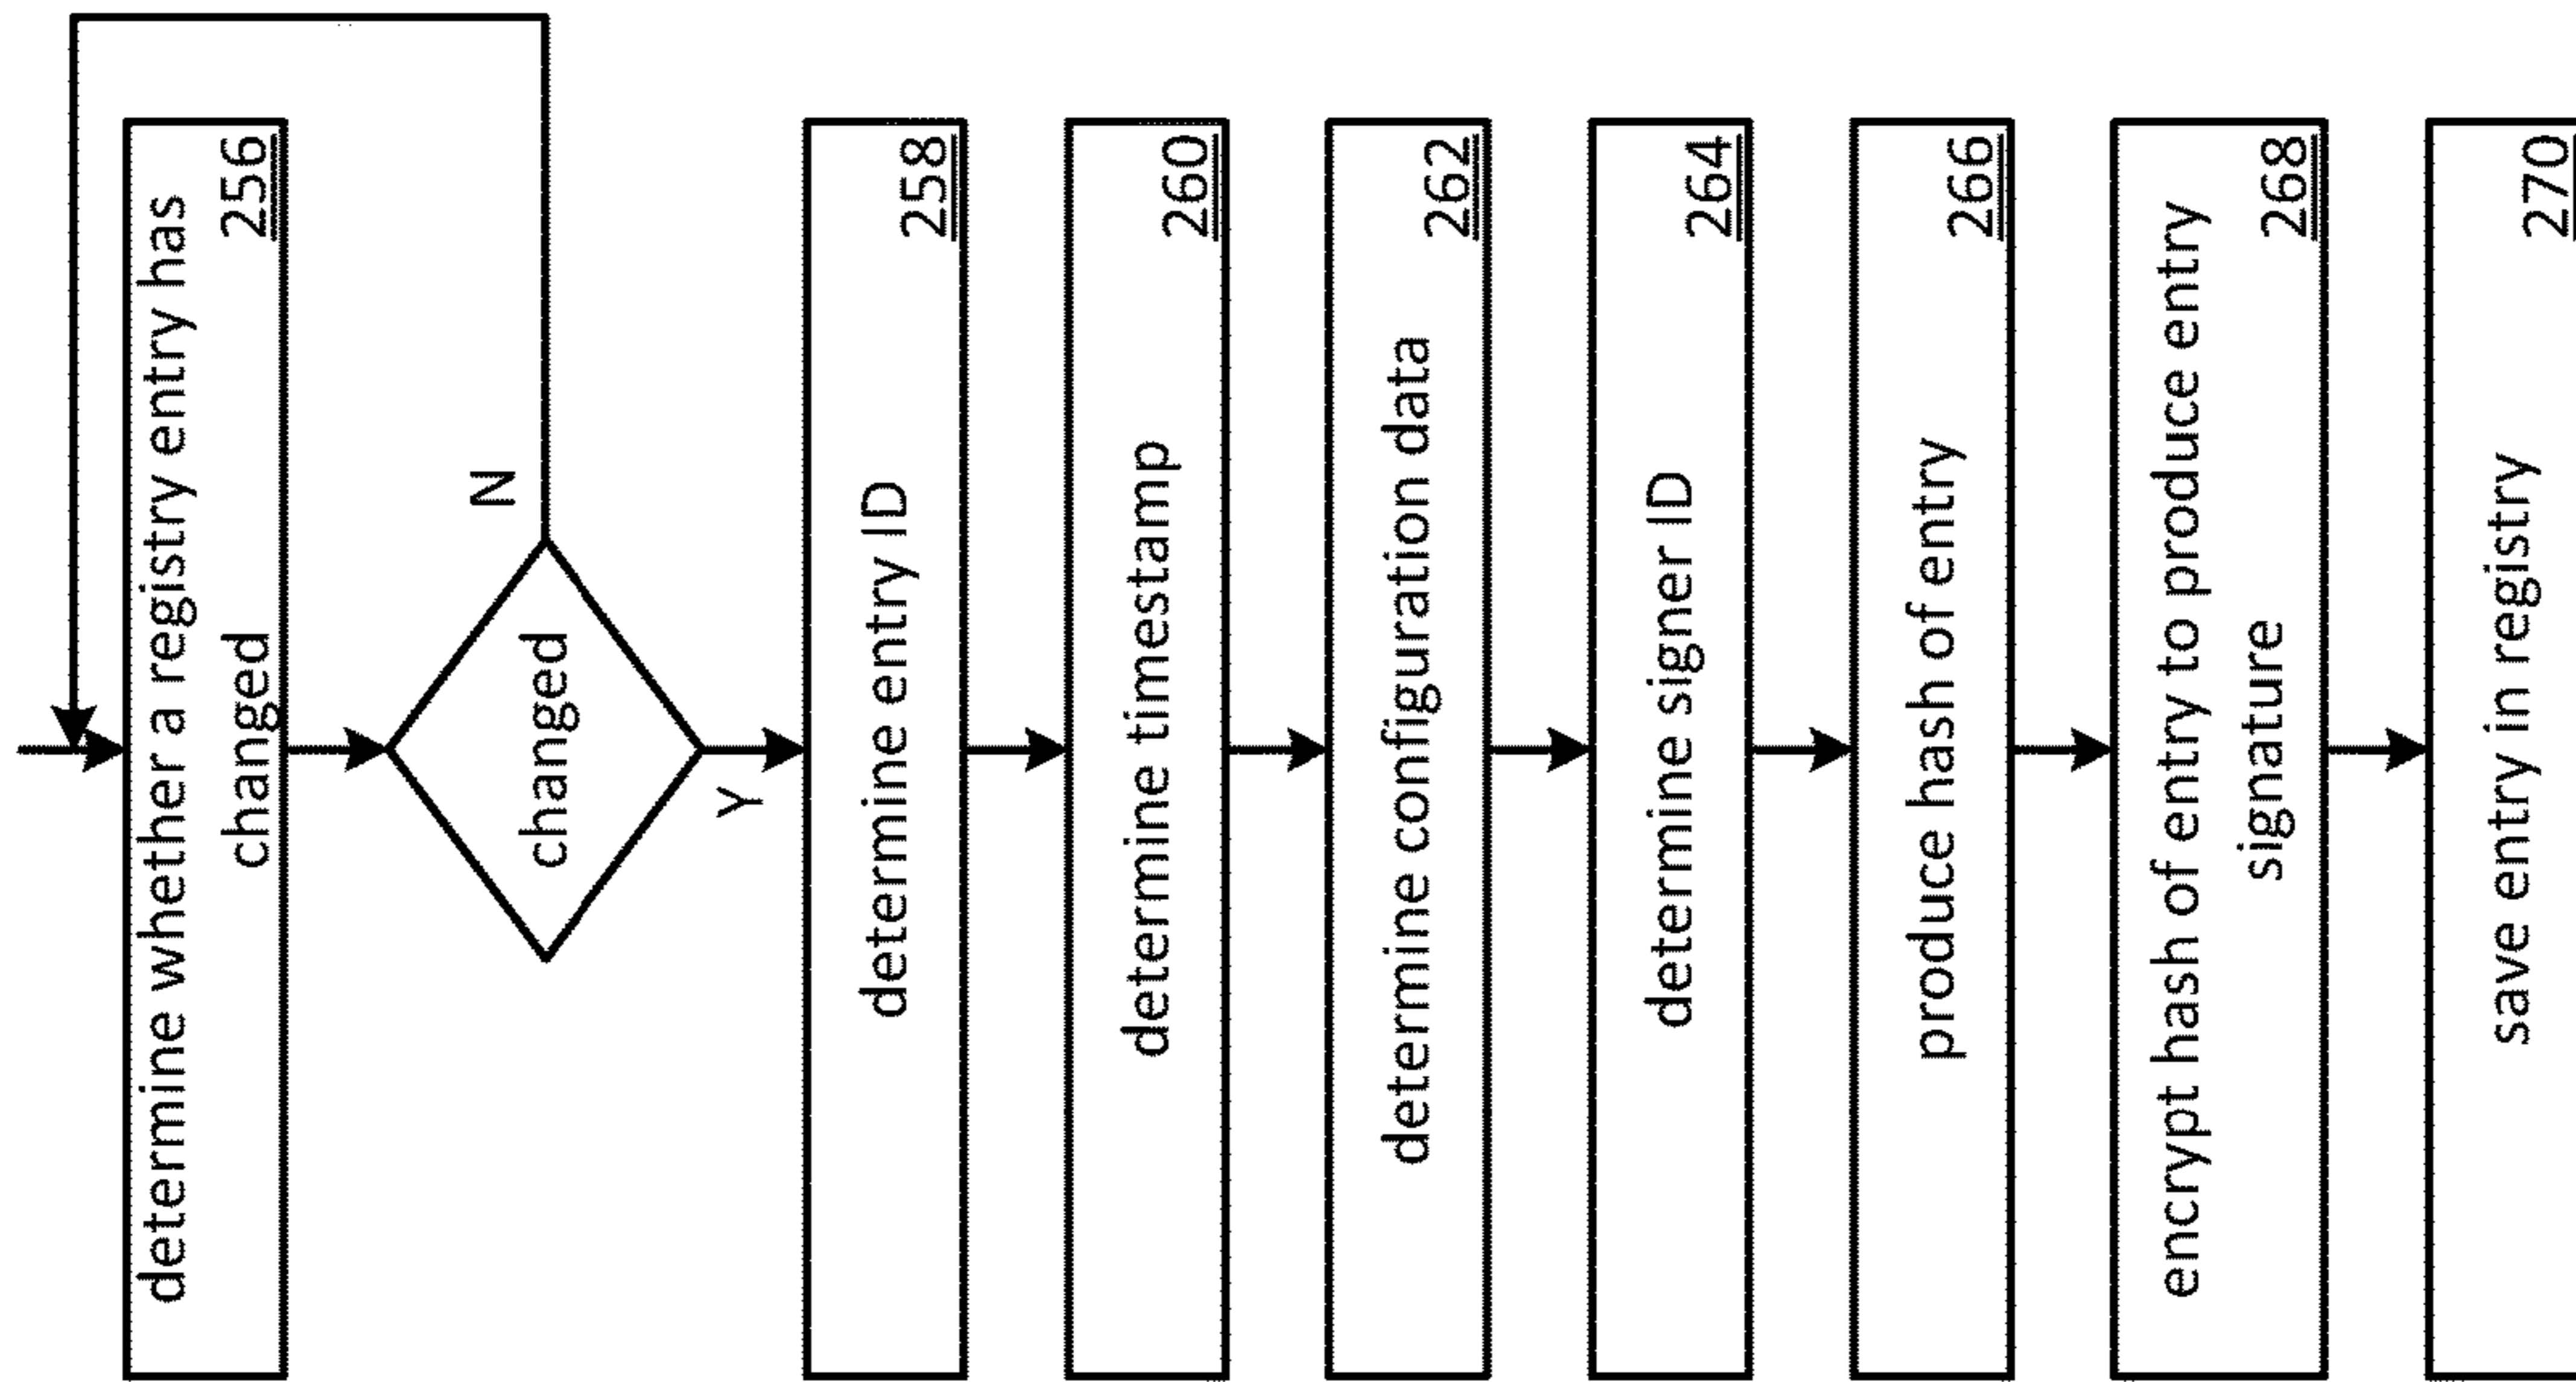 determine whether a registry entry has
changed
256
changed
N
Y
determine entry ID
258
determine timestamp
260
determine configuration data
262
determine signer ID
264
produce hash of entry
266
encrypt hash of entry to produce entry
signature
268
save entry in registry
270